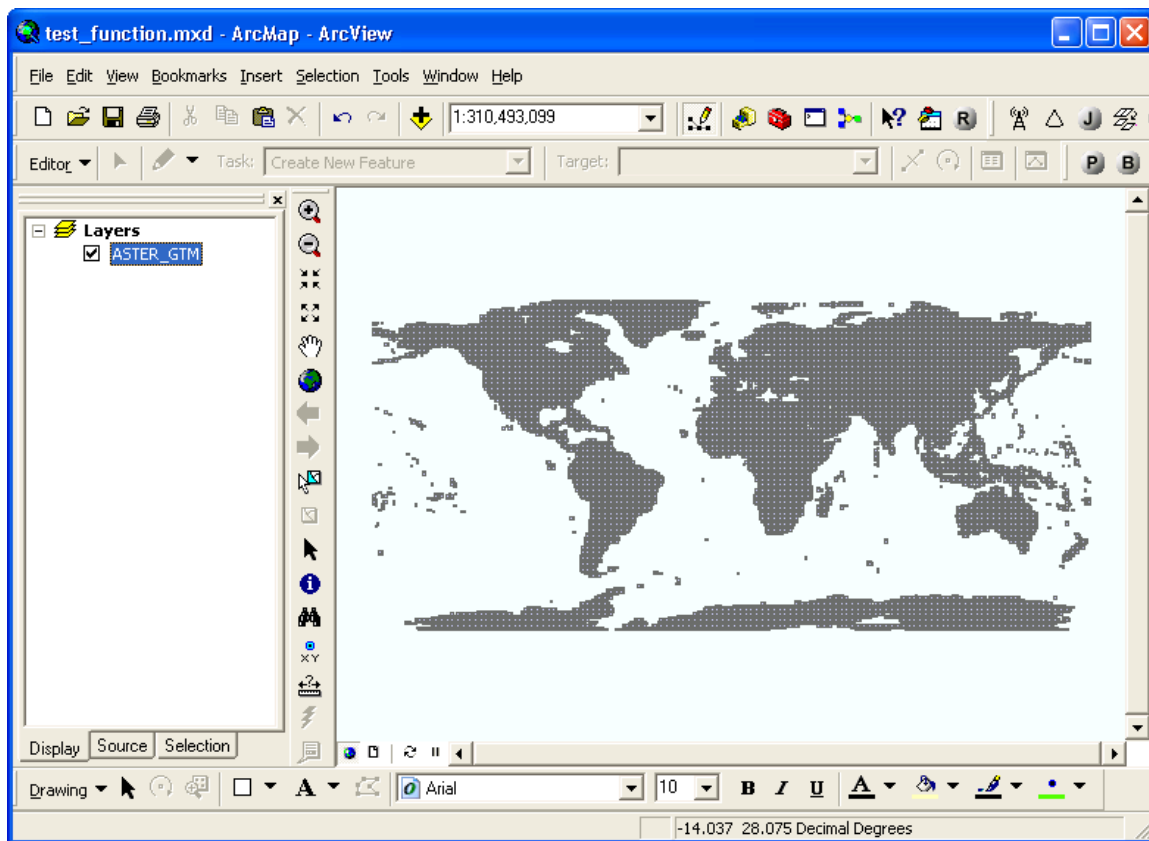 test_function.mxd - ArcMap - ArcView
File Edit View Bookmarks Insert Selection Tools Window Help
1:310,493,099 R J
Editor Task: Create New Feature Target: P B
Layers
ASTER_GTM
XY
Display Source Selection
Drawing A Arial 10 B I U A
-14.037 28.075 Decimal Degrees